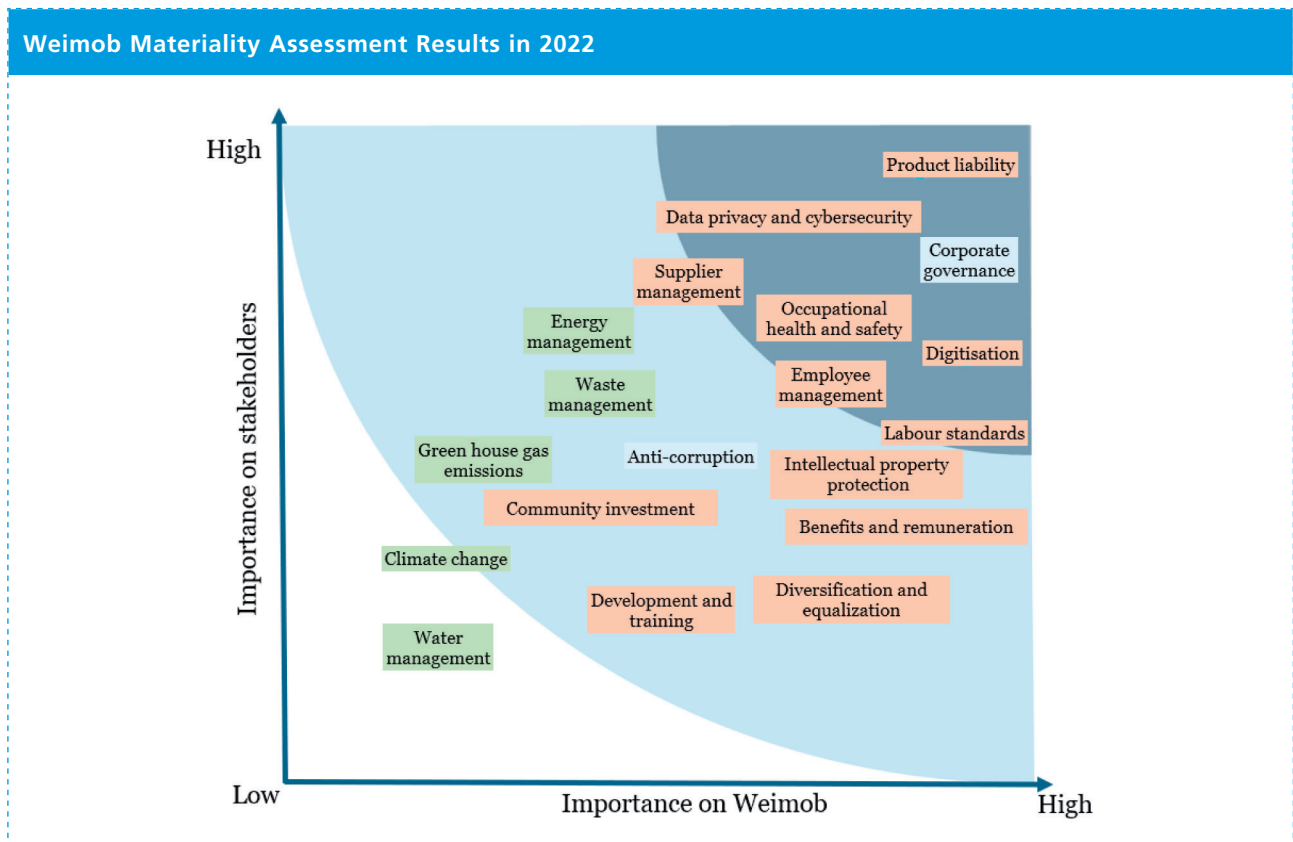 Weimob Materiality Assessment Results in 2022
High
Product liability
Data privacy and cybersecurity
Corporate
governance
Supplier
management
Occupational
health and safety
Energy
management
Digitisation
Employee
management
Waste
management
Labour standards
Green house gas
emissions
Anti-corruption
Intellectual property
protection
Community investment
Benefits and remuneration
Climate change
Development and
training
Diversification and
equalization
Water
management
Importance on stakeholders
Low
Importance on Weimob
High